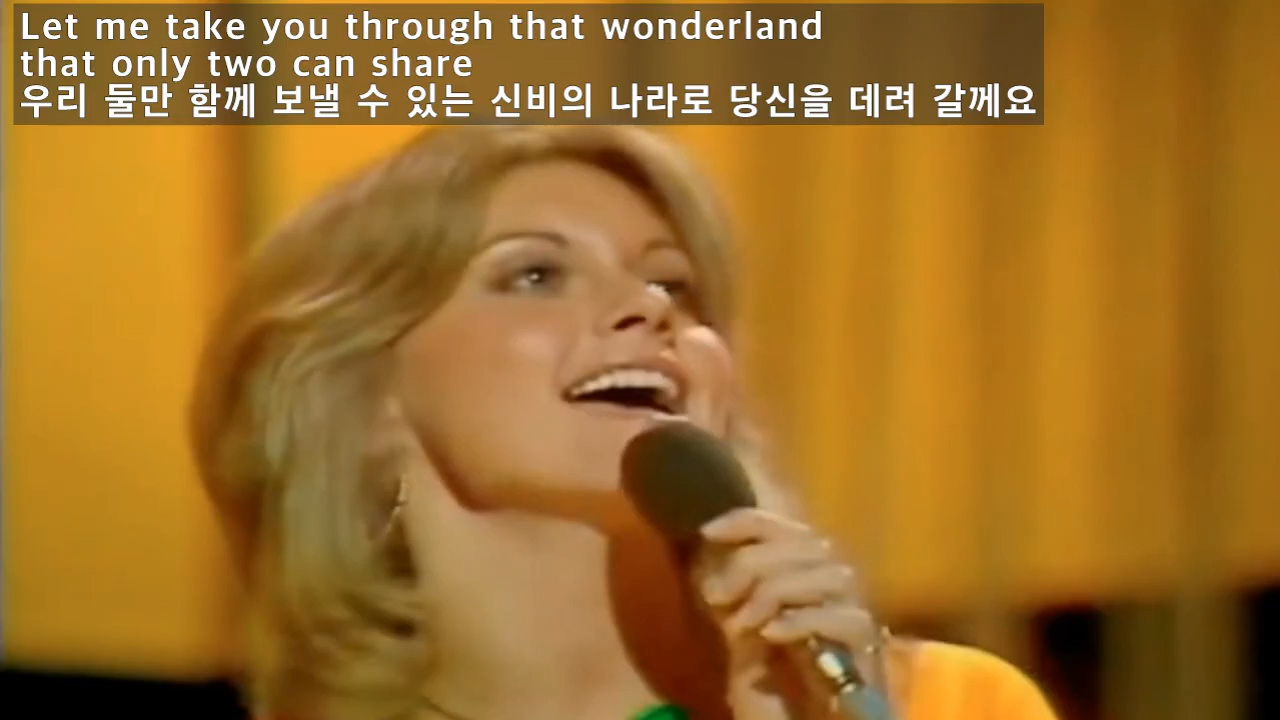 Let me take you through that wonderland
that only two can share
우리 둘만 함께 보낼 수 있는 신비의 나라로 당신을 데려 갈께요